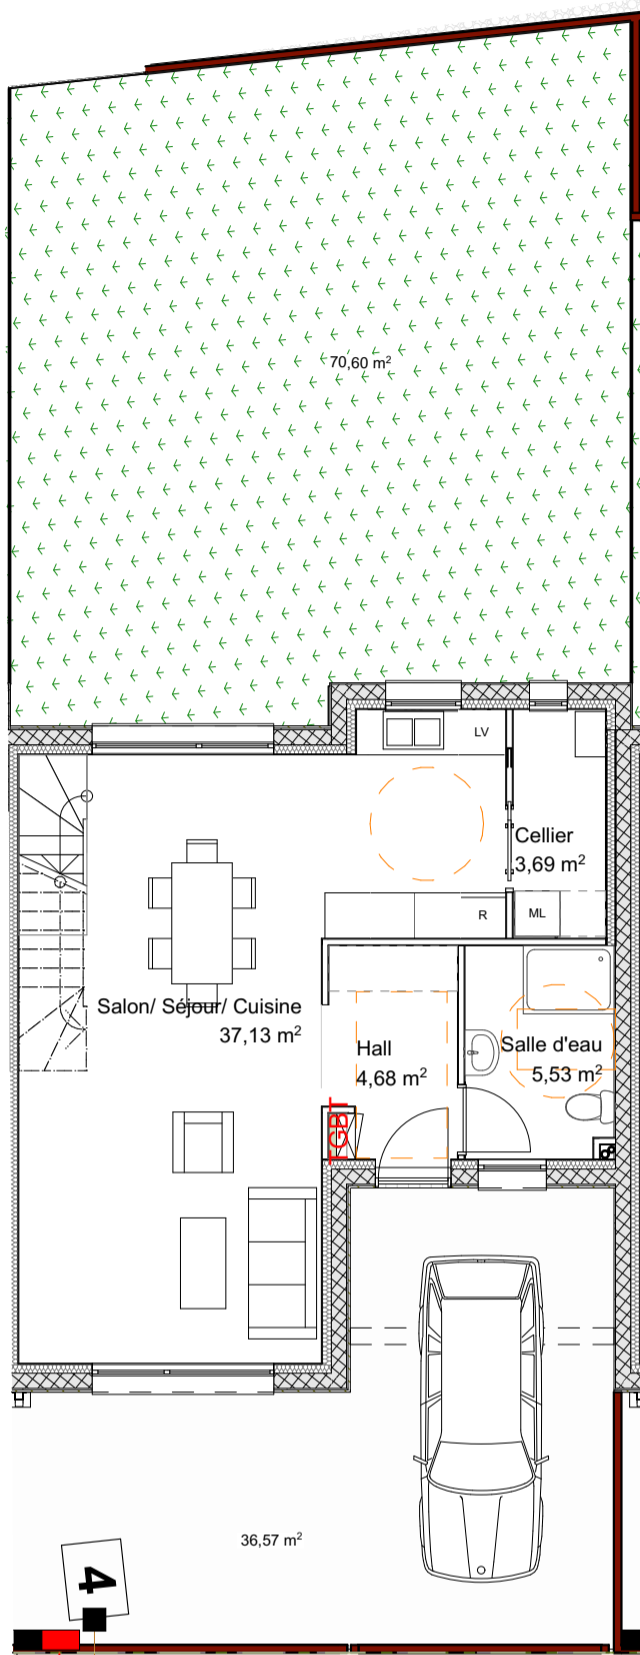 70,60 m²
LV
Cellier
3,69 m²
R
ML
Salon/ Séjour/ Cuisine
37,13 m²
Hall
4,68 m²
Salle d'eau
5,53 m²
TGBT
36,57 m²
4